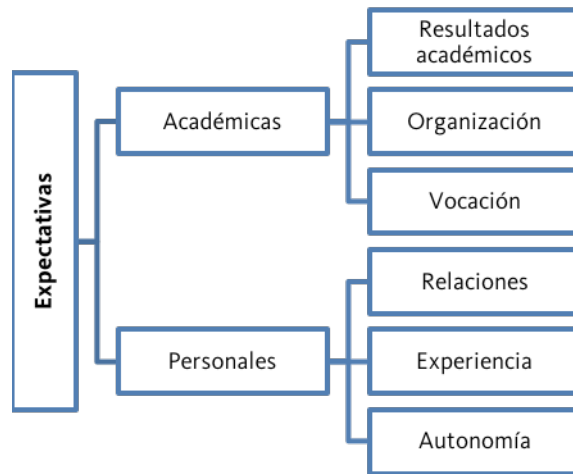 Expectativas
Académicas
Resultados
académicos
Organización
Vocación
Personales
Relaciones
Experiencia
Autonomía